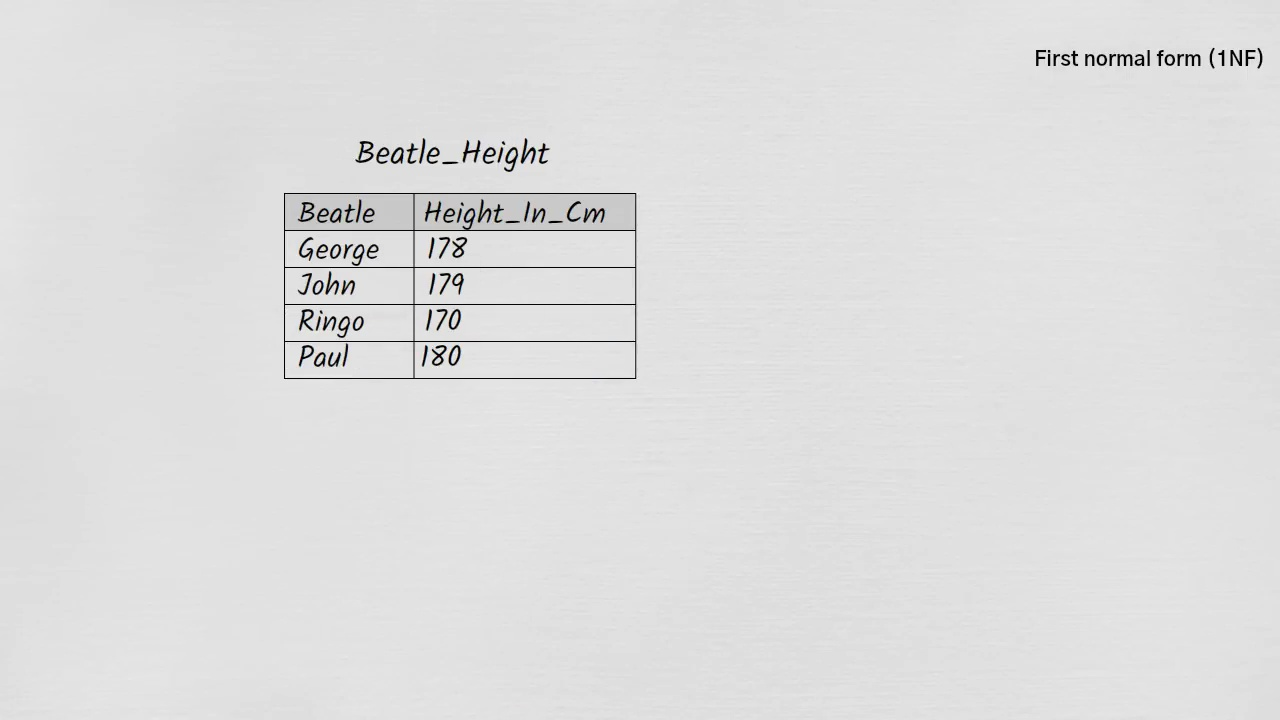 First normal form (1NF)
Beatle_Height
Beatle Height_In_Cm
George 178
John 179
Ringo 170
Paul 180